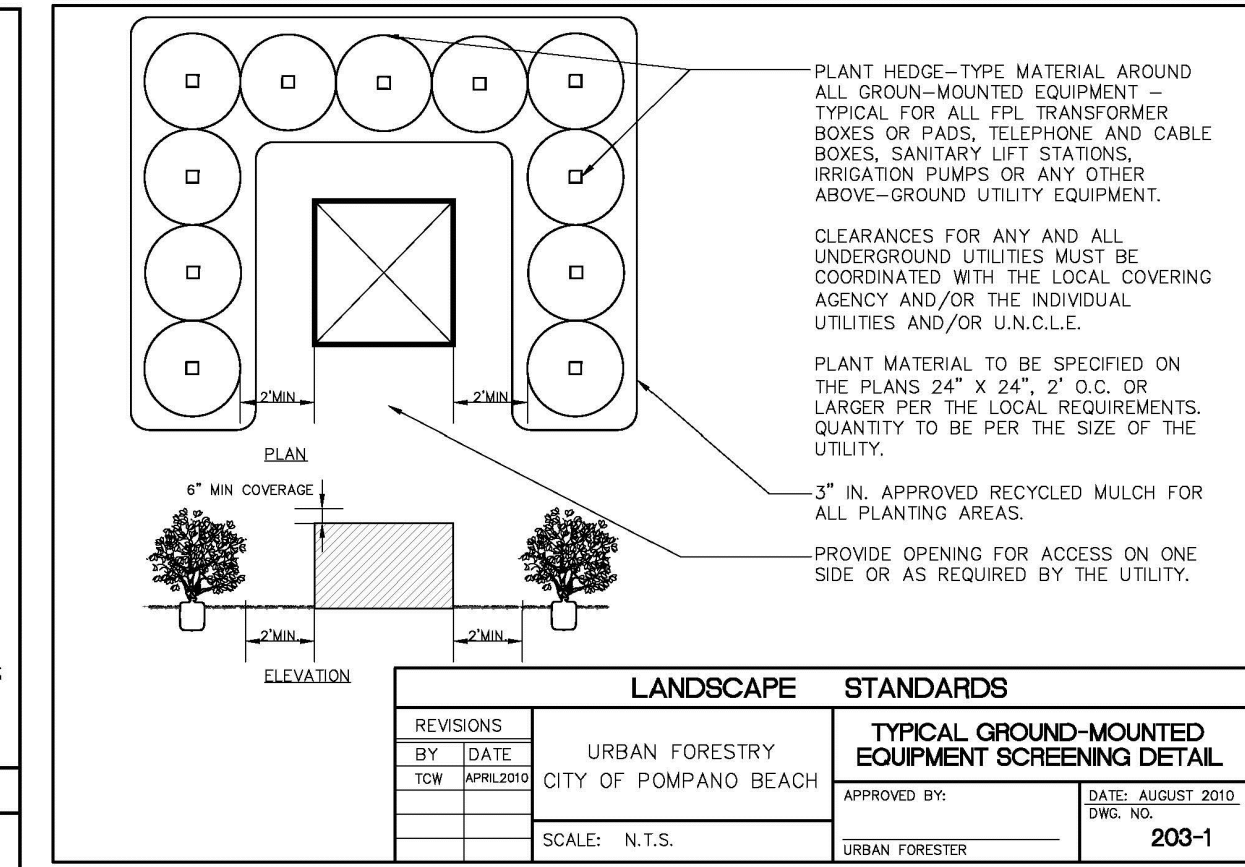 PLANT HEDGE-TYPE MATERIAL AROUND
ALL GROUN-MOUNTED EQUIPMENT –
TYPICAL FOR ALL FPL TRANSFORMER
BOXES OR PADS, TELEPHONE AND CABLE
BOXES, SANITARY LIFT STATIONS,
IRRIGATION PUMPS OR ANY OTHER
ABOVE-GROUND UTILITY EQUIPMENT.
CLEARANCES FOR ANY AND ALL
UNDERGROUND UTILITIES MUST BE
COORDINATED WITH THE LOCAL COVERING
AGENCY AND/OR THE INDIVIDUAL
UTILITIES AND/OR U.N.C.L.E.
PLANT MATERIAL TO BE SPECIFIED ON
THE PLANS 24" X 24", 2' O.C. OR
LARGER PER THE LOCAL REQUIREMENTS.
QUANTITY TO BE PER THE SIZE OF THE
UTILITY.
3" IN. APPROVED RECYCLED MULCH FOR
ALL PLANTING AREAS.
PROVIDE OPENING FOR ACCESS ON ONE
SIDE OR AS REQUIRED BY THE UTILITY.
2'MIN.
2'MIN.
PLAN
6" MIN COVERAGE
2'MIN.
2'MIN.
ELEVATION
LANDSCAPE STANDARDS
REVISIONS
BY DATE
TCW APRIL2010
URBAN FORESTRY
CITY OF POMPANO BEACH
SCALE: N.T.S.
TYPICAL GROUND-MOUNTED
EQUIPMENT SCREENING DETAIL
APPROVED BY:
URBAN FORESTER
DATE: AUGUST 2010
DWG. NO.
203-1